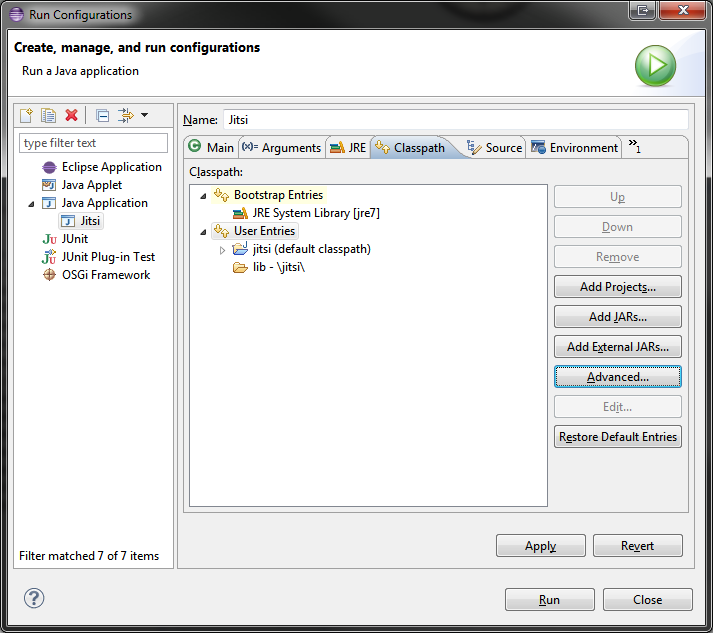 Run Configurations
Create, manage, and run configurations
Run a Java application
type filter text
Eclipse Application
Java Applet
Java Application
Jitsi
JUnit
JUnit Plug-in Test
OSGi Framework
Filter matched 7 of 7 items
Name: Jitsi
Main (x)= Arguments JRE Classpath Source Environment »1
Classpath:
Bootstrap Entries
JRE System Library [jre7]
User Entries
jitsi (default classpath)
lib - \jitsi\
Up
Down
Remove
Add Projects...
Add JARs...
Add External JARs...
Advanced...
Edit...
Restore Default Entries
Apply Revert
? Run Close